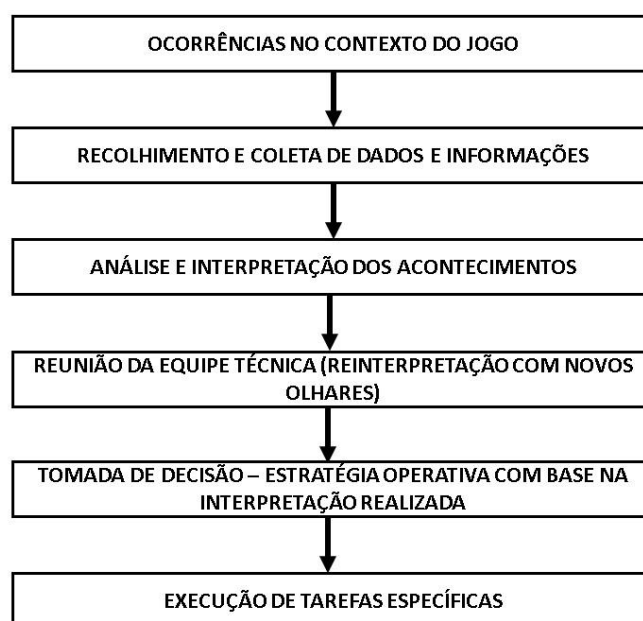 OCORRÊNCIAS NO CONTEXTO DO JOGO
RECOLHIMENTO E COLETA DE DADOS E INFORMAÇÕES
ANÁLISE E INTERPRETAÇÃO DOS ACONTECIMENTOS
REUNIÃO DA EQUIPE TÉCNICA (REINTERPRETAÇÃO COM NOVOS
OLHARES)
TOMADA DE DECISÃO – ESTRATÉGIA OPERATIVA COM BASE NA
INTERPRETAÇÃO REALIZADA
EXECUÇÃO DE TAREFAS ESPECÍFICAS